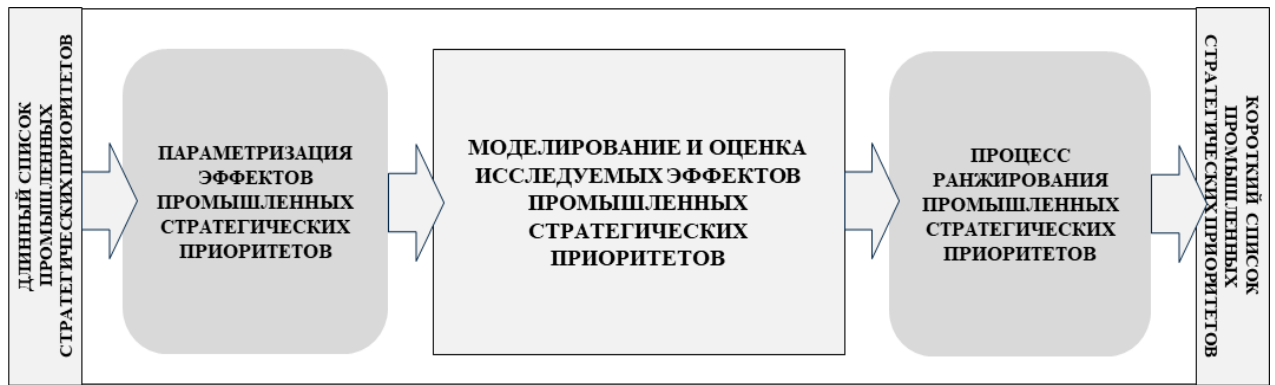 ДЛИННЫЙ СПИСОК
ПРОМЫШЛЕННЫХ
СТРАТЕГИЧЕСКИХ ПРИОРИТЕТОВ
ПАРАМЕТРИЗАЦИЯ
ЭФФЕКТОВ
ПРОМЫШЛЕННЫХ
СТРАТЕГИЧЕСКИХ
ПРИОРИТЕТОВ
МОДЕЛИРОВАНИЕ И ОЦЕНКА
ИССЛЕДУЕМЫХ ЭФФЕКТОВ
ПРОМЫШЛЕННЫХ
СТРАТЕГИЧЕСКИХ
ПРИОРИТЕТОВ
ПРОЦЕСС
РАНЖИРОВАНИЯ
ПРОМЫШЛЕННЫХ
СТРАТЕГИЧЕСКИХ
ПРИОРИТЕТОВ
КОРОТКИЙ СПИСОК
ПРОМЫШЛЕННЫХ
СТРАТЕГИЧЕСКИХ ПРИОРИТЕТОВ